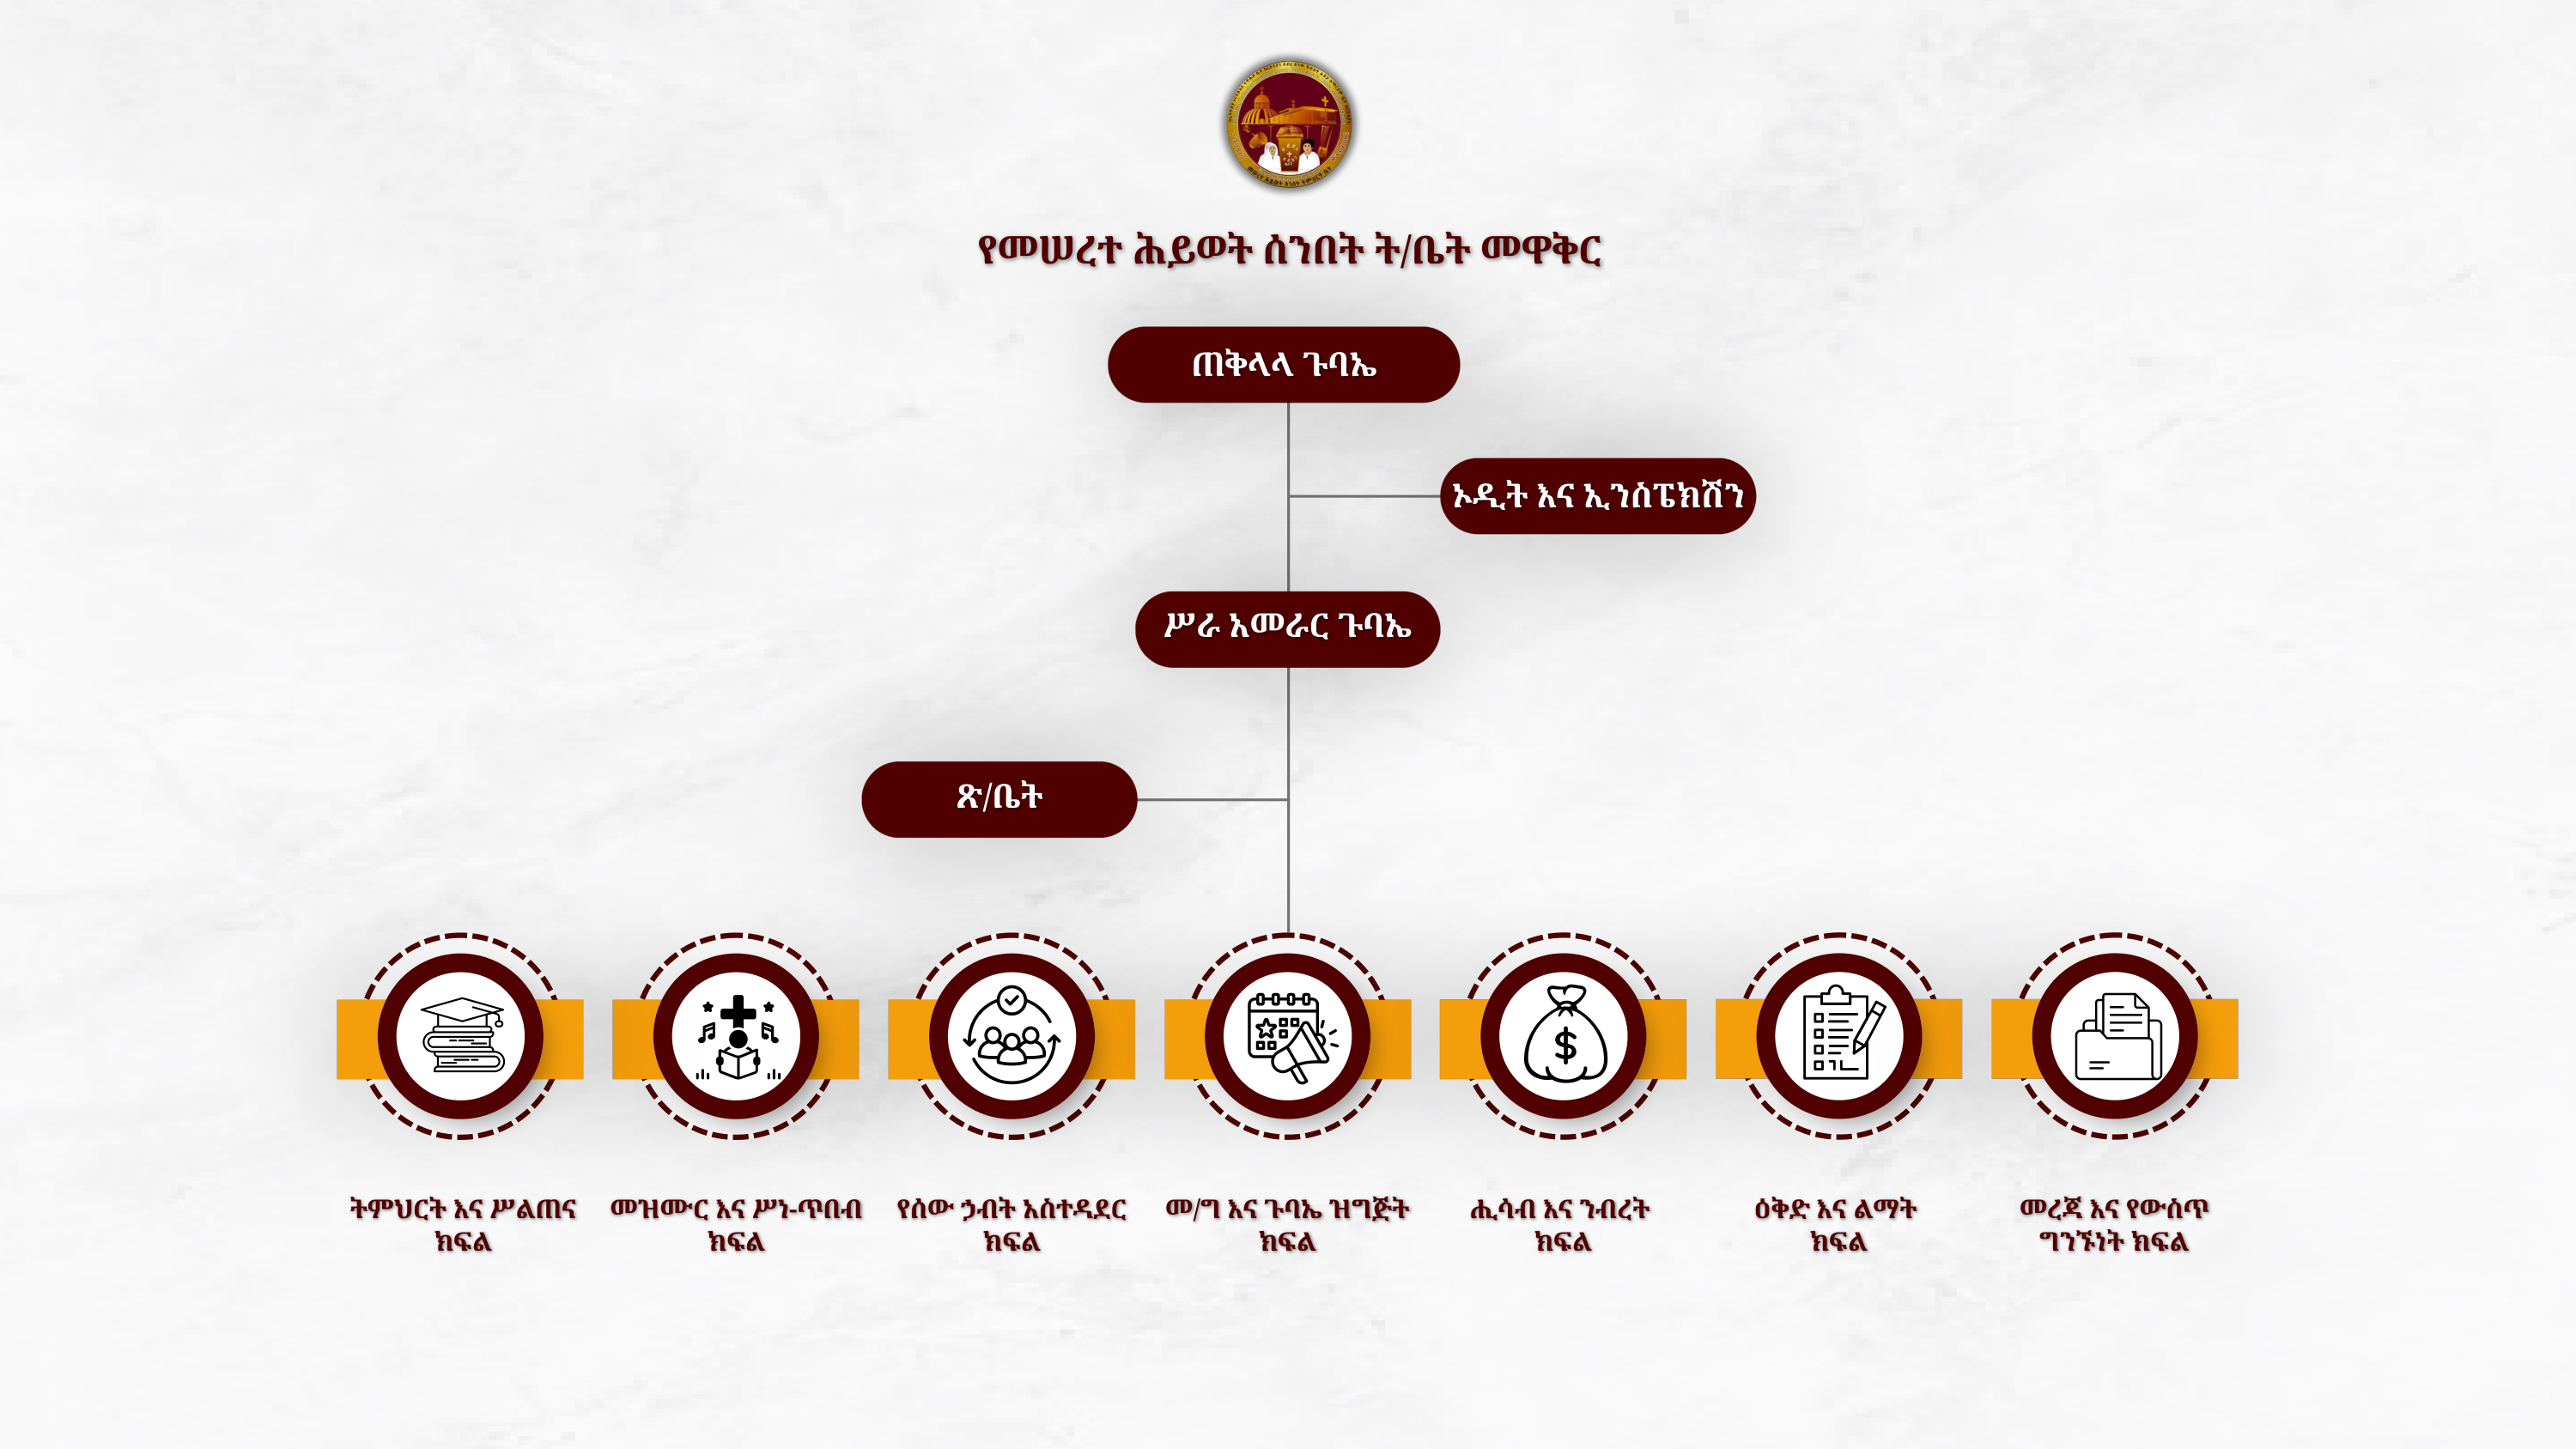 የመሠረተ ሕይወት ሰንበት ት/ቤት መዋቅር
ጠቅላላ ጉባኤ
ኦዲት እና ኢንስፔክሽን
ሥራ አመራር ጉባኤ
ጽ/ቤት
ትምህርት እና ሥልጠና
ክፍል
መዝሙር እና ሥነ-ጥበብ
ክፍል
የሰው ኃብት አስተዳደር
ክፍል
መ/ግ እና ጉባኤ ዝግጅት
ክፍል
$
ሒሳብ እና ንብረት
ክፍል
ዕቅድ እና ልማት
ክፍል
መረጃ እና የውስጥ
ግንኙነት ክፍል